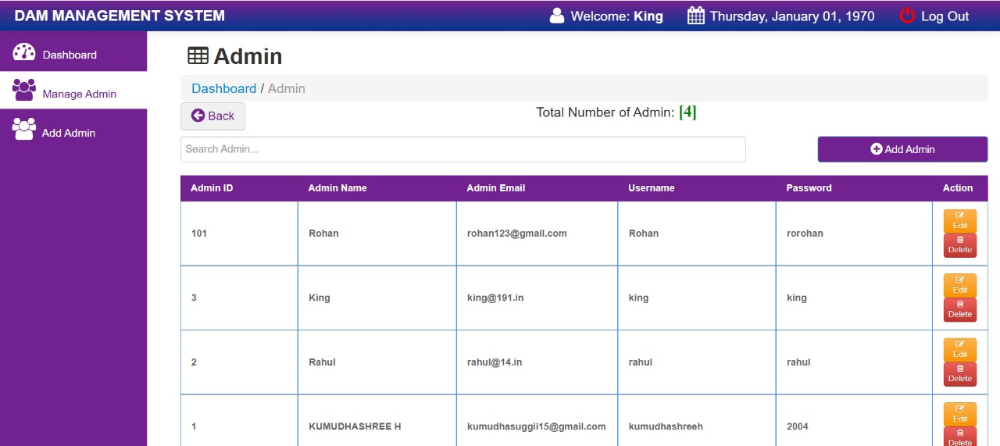 DAM MANAGEMENT SYSTEM Welcome: King Thursday, January 01, 1970 Log Out
Dashboard
Manage Admin
Add Admin
Admin
Dashboard / Admin
Back Total Number of Admin: [4]
Search Admin... Add Admin
Admin ID Admin Name Admin Email Username Password Action
101 Rohan rohan123@gmail.com Rohan rorohan Edit
Delete
3 King king@191.in king king Edit
Delete
2 Rahul rahul@14.in rahul rahul Edit
Delete
1 KUMUDHASHREE H kumudhasuggii15@gmail.com kumudhashreeh 2004 Edit
Delete